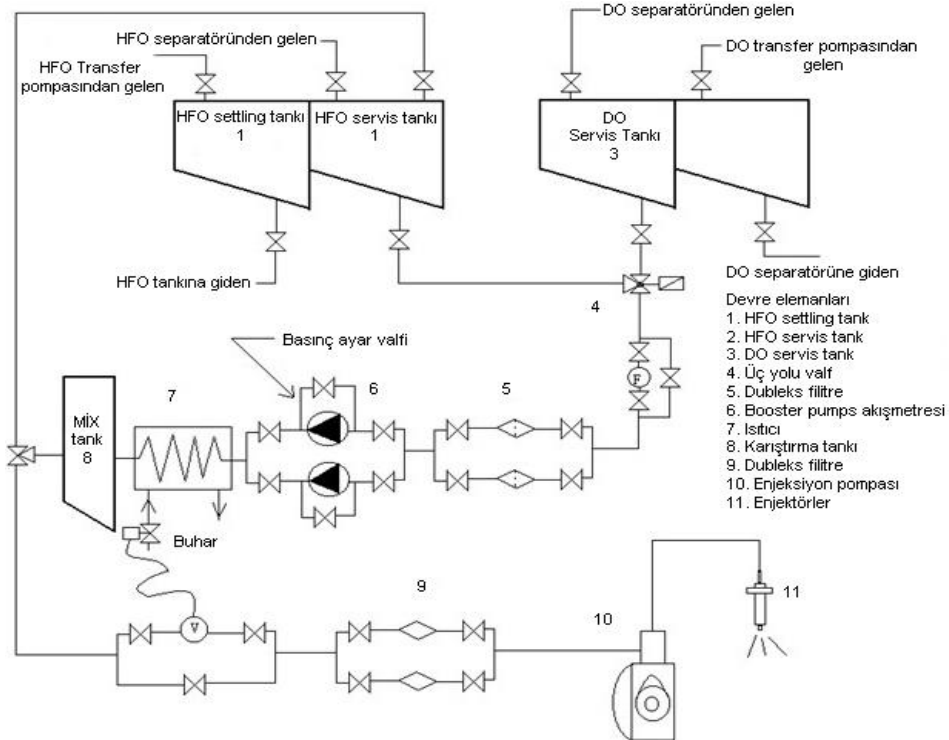 DO separatöründen gelen
HFO separatöründen gelen
DO transfer pompasından
gelen
HFO Transfer
pompasından gelen
HFO settling tankı
1
HFO servis tankı
1
DO
Servis Tankı
3
HFO tankına giden
DO separatörüne giden
4
Devre elemanları
1. HFO settling tank
2. HFO servis tank
3. DO servis tank
4. Üç yolu valf
5. Dubleks filitre
6. Booster pumps akışmetresi
7. Isıtıcı
8. Karıştırma tankı
9. Dubleks filitre
10. Enjeksiyon pompası
11. Enjektörler
Basınç ayar valfi
F
7
6
5
MİX
tank
8
Buhar
V
9
10
11